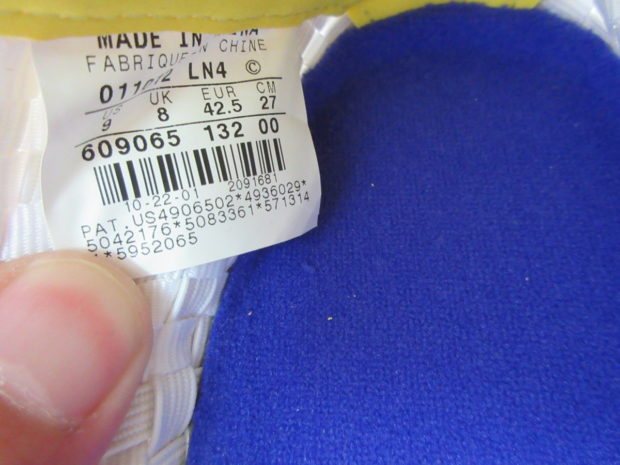 MADE IN
FABRIQUE CHINE
LN4 ©
US UK EUR CM
9 8 42.5 27
609065 132 00
10-22-01 2091681
PAT. US4906502*4936029*
5042176*5083361*571314
*5952065